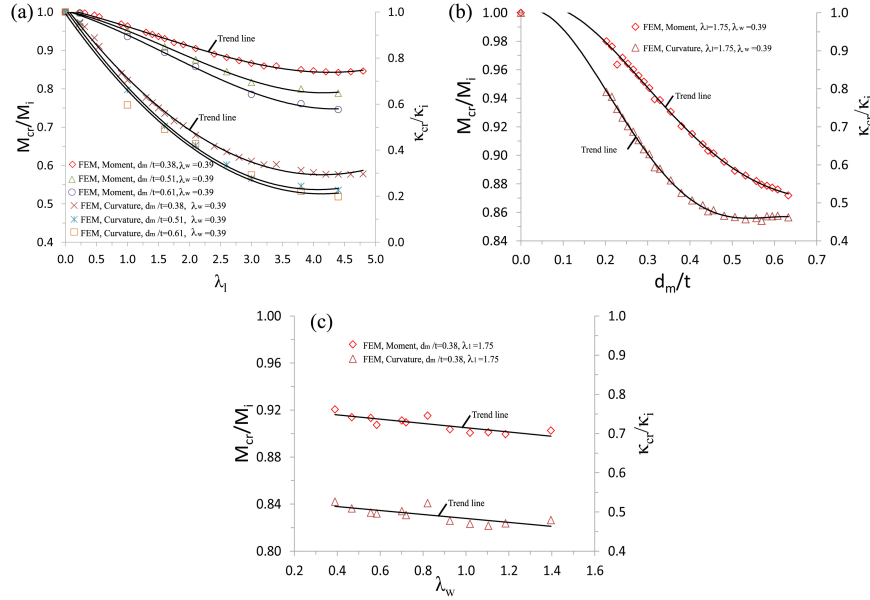 (a)
1.0
0.9
0.8
0.7
0.6
0.5
0.4
Mcr/Mi
1.0
0.8
0.6
0.4
0.2
0.0
κcr/κi
Trend line
Trend line
FEM, Moment, dm/t=0.38,λw=0.39
FEM, Moment, dm/t=0.51,λw=0.39
FEM, Moment, dm/t=0.61,λw=0.39
FEM, Curvature, dm/t=0.38, λw=0.39
FEM, Curvature, dm/t=0.51, λw=0.39
FEM, Curvature, dm/t=0.61, λw=0.39
0.0 0.5 1.0 1.5 2.0 2.5 3.0 3.5 4.0 4.5 5.0
λl
(b)
1.00
0.98
0.96
0.94
0.92
0.90
0.88
0.86
0.84
Mcr/Mi
1.0
0.9
0.8
0.7
0.6
0.5
0.4
κcr/κi
FEM, Moment, λl=1.75, λw=0.39
FEM, Curvature, λl=1.75, λw=0.39
Trend line
Trend line
0.0 0.1 0.2 0.3 0.4 0.5 0.6 0.7
dm/t
(c)
1.00
0.96
0.92
0.88
0.84
0.80
Mcr/Mi
1.0
0.9
0.8
0.7
0.6
0.5
0.4
κcr/κi
FEM, Moment, dm/t=0.38, λl=1.75
FEM, Curvature, dm/t=0.38, λl=1.75
Trend line
Trend line
0.2 0.4 0.6 0.8 1.0 1.2 1.4 1.6
λw